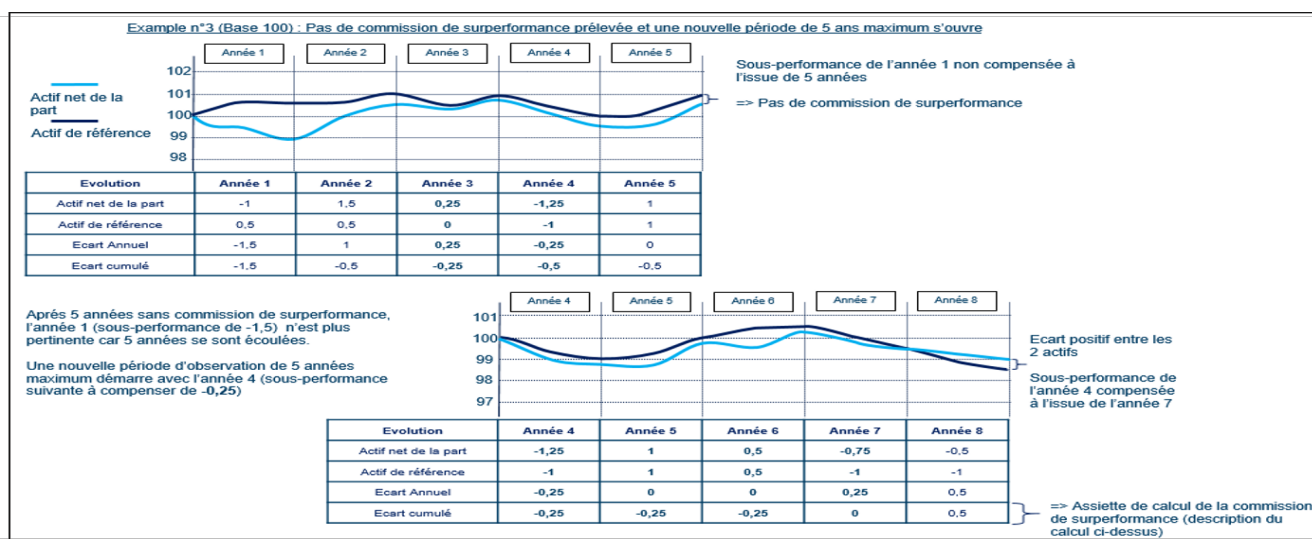 Example n°3 (Base 100) : Pas de commission de surperformance prélevée et une nouvelle période de 5 ans maximum s'ouvre
Année 1 Année 2 Année 3 Année 4 Année 5
102
101
100
99
98
Actif net de la
part
Actif de référence
Sous-performance de l'année 1 non compensée à
l'issue de 5 années
=> Pas de commission de surperformance
Evolution Année 1 Année 2 Année 3 Année 4 Année 5
Actif net de la part -1 1,5 0,25 -1,25 1
Actif de référence 0,5 0,5 0 -1 1
Ecart Annuel -1,5 1 0,25 -0,25 0
Ecart cumulé -1,5 -0,5 -0,25 -0,5 -0,5
Aprés 5 années sans commission de surperformance,
l'année 1 (sous-performance de -1,5) n'est plus
pertinente car 5 années se sont écoulées.
Une nouvelle période d'observation de 5 années
maximum démarre avec l'année 4 (sous-performance
suivante à compenser de -0,25)
Année 4 Année 5 Année 6 Année 7 Année 8
101
100
99
98
97
Ecart positif entre les
2 actifs
Sous-performance de
l'année 4 compensée
à l'issue de l'année 7
Evolution Année 4 Année 5 Année 6 Année 7 Année 8
Actif net de la part -1,25 1 0,5 -0,75 -0,5
Actif de référence -1 1 0,5 -1 -1
Ecart Annuel -0,25 0 0 0,25 0,5
Ecart cumulé -0,25 -0,25 -0,25 0 0,5
=> Assiette de calcul de la commission
de surperformance (description du
calcul ci-dessus)